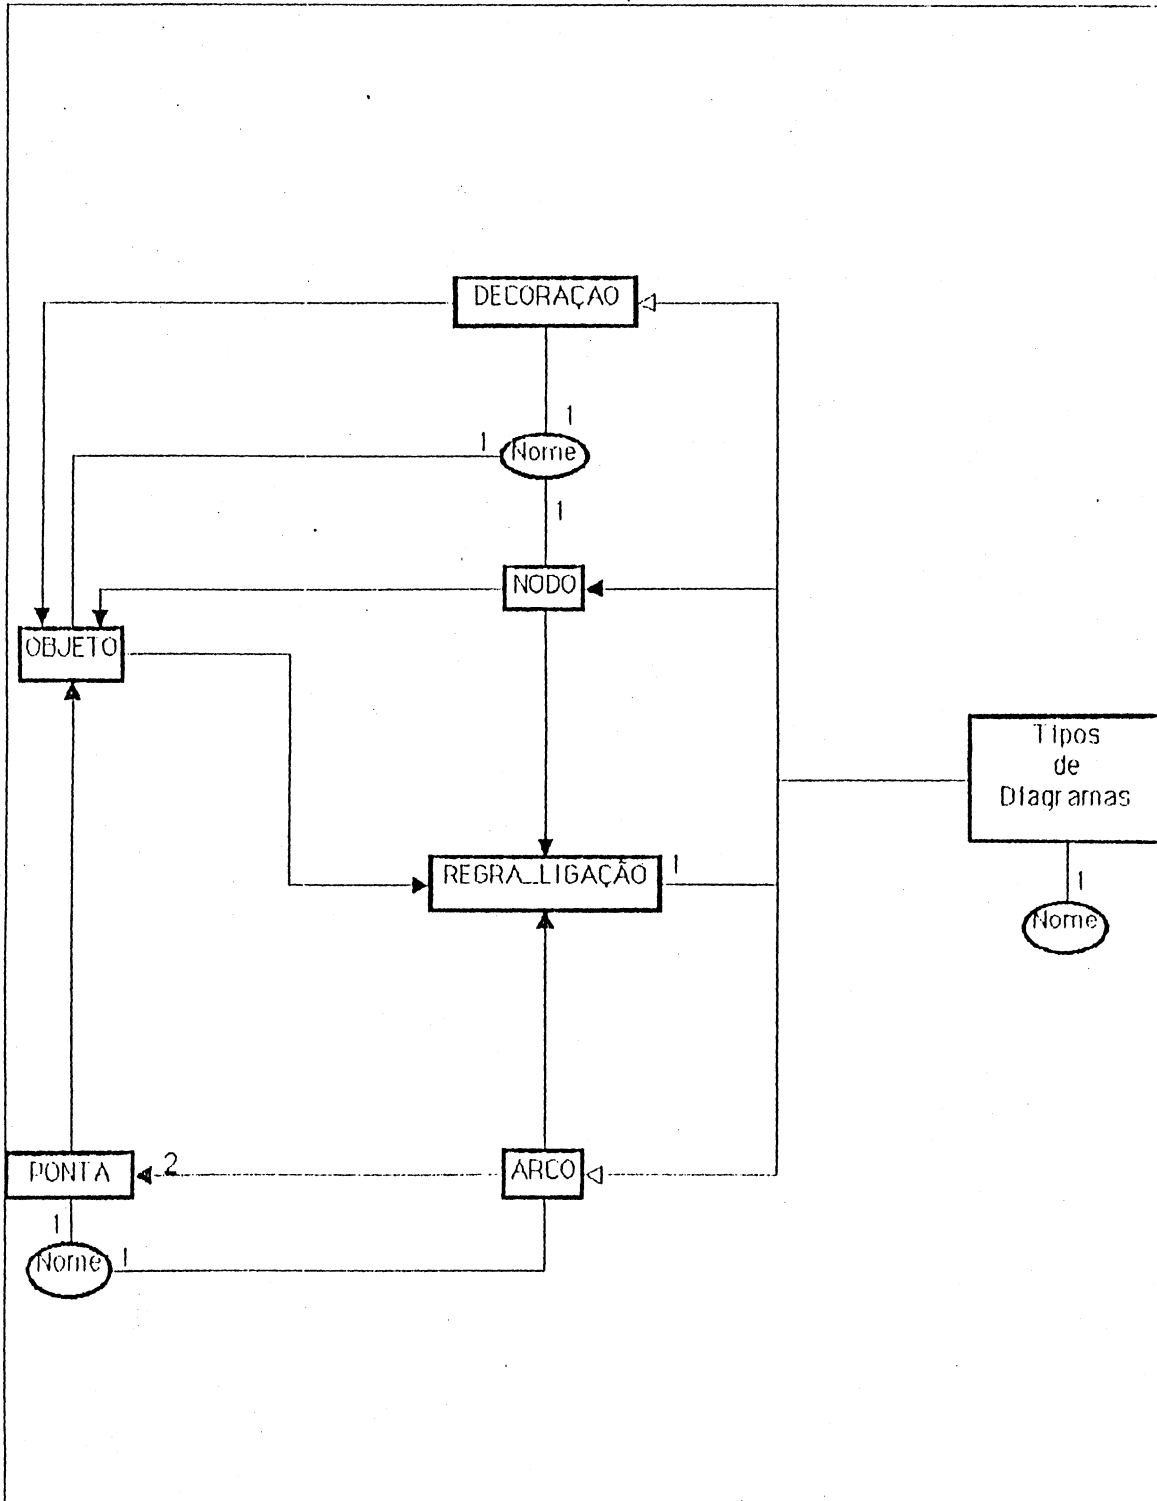 DECORAÇAO
1
1
Nome
1
NODO
OBJETO
Tipos
de
Diagramas
REGRA_LIGAÇÃO
1
1
Nome
PONTA
2
ARCO
1
Nome
1